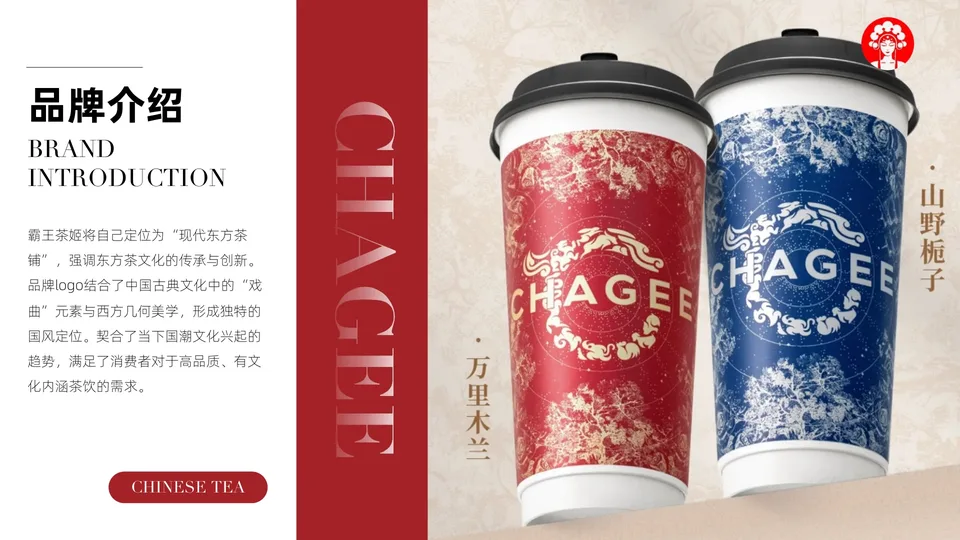 品牌介绍
BRAND
INTRODUCTION
霸王茶姬将自己定位为“现代东方茶
铺”，强调东方茶文化的传承与创新。
品牌logo结合了中国古典文化中的“戏
曲”元素与西方几何美学，形成独特的
国风定位。契合了当下国潮文化兴起的
趋势，满足了消费者对于高品质、有文
化内涵茶饮的需求。
CHINESE TEA
CHAGEE
·万里木兰
CHAGEE
CHAGEE
·山野栀子